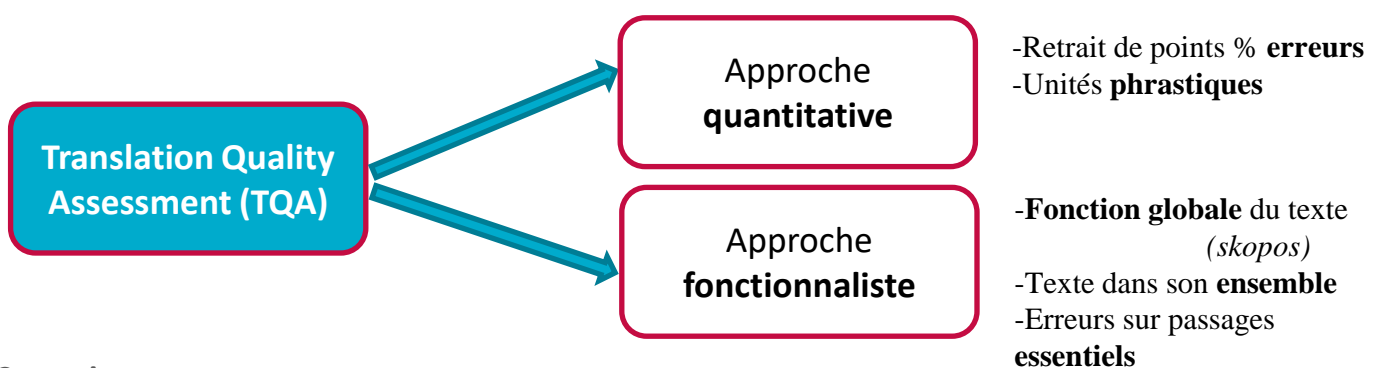 Translation Quality
Assessment (TQA)
Approche
quantitative
-Retrait de points % erreurs
-Unités phrastiques
Approche
fonctionnaliste
-Fonction globale du texte
(skopos)
-Texte dans son ensemble
-Erreurs sur passages
essentiels